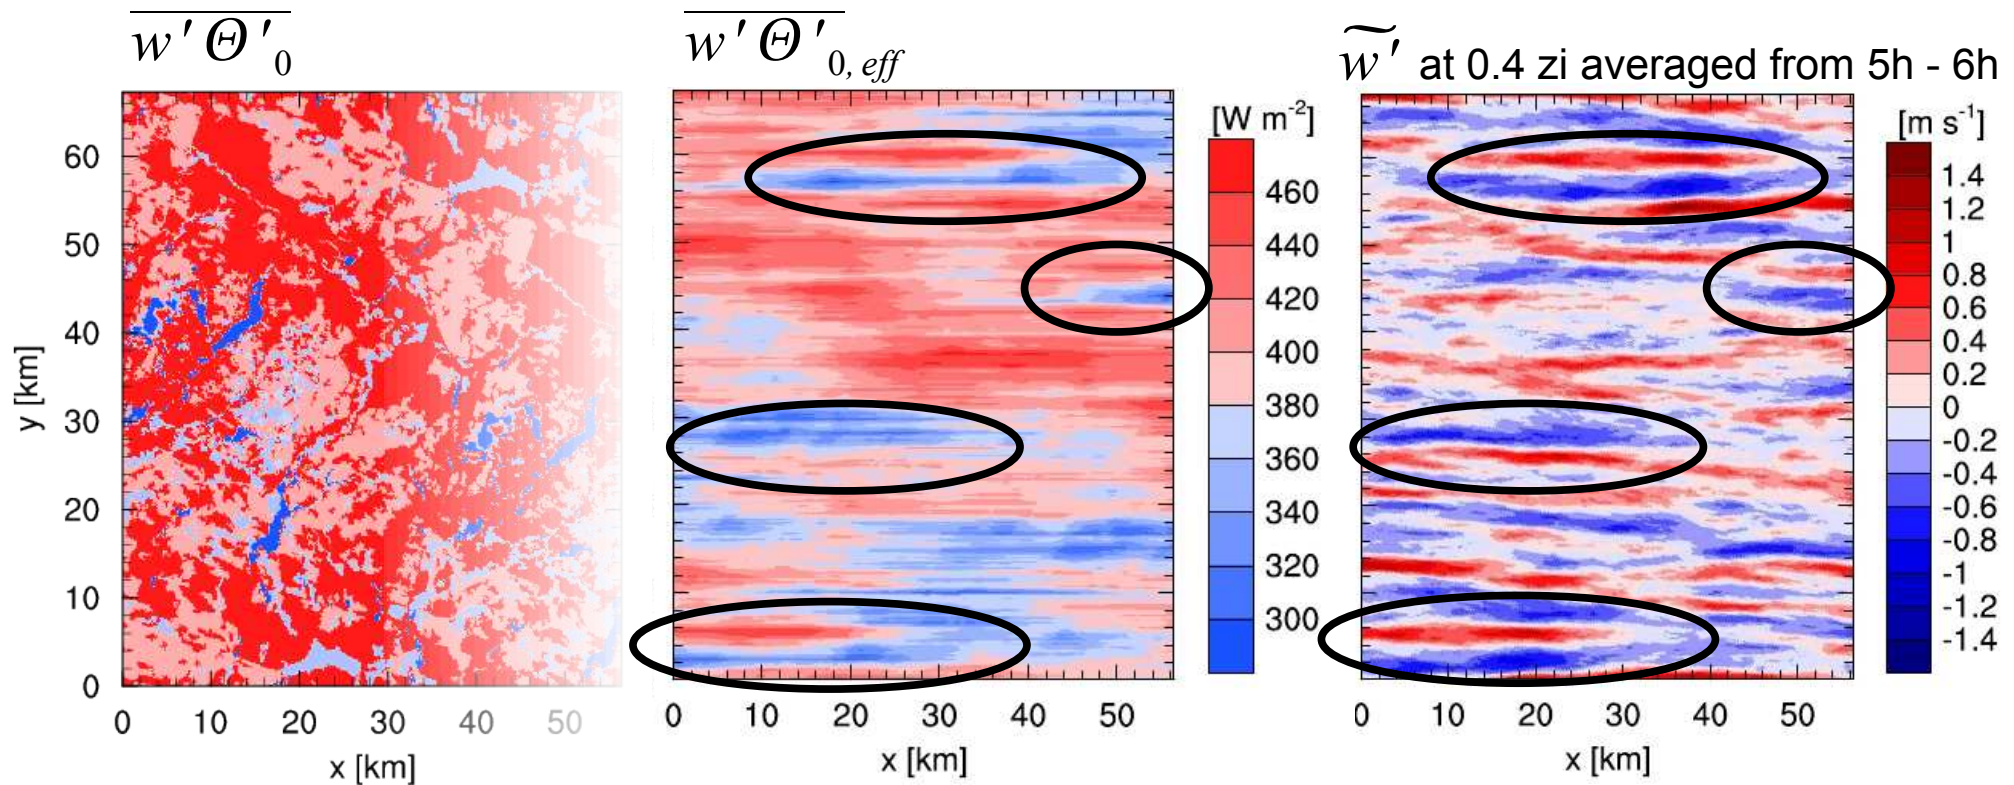 w'Θ'0
w'Θ'0, eff
w' at 0.4 zi averaged from 5h - 6h
[W m-2]
[m s-1]
60
50
40
30
20
10
0
y [km]
0 10 20 30 40 50
x [km]
0 10 20 30 40 50
x [km]
460
440
420
400
380
360
340
320
300
0 10 20 30 40 50
x [km]
1.4
1.2
1
0.8
0.6
0.4
0.2
0
-0.2
-0.4
-0.6
-0.8
-1
-1.2
-1.4